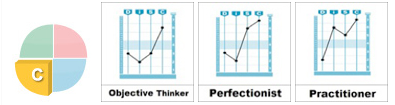 D I S C
D I S C
D I S C
C
Objective Thinker
Perfectionist
Practitioner